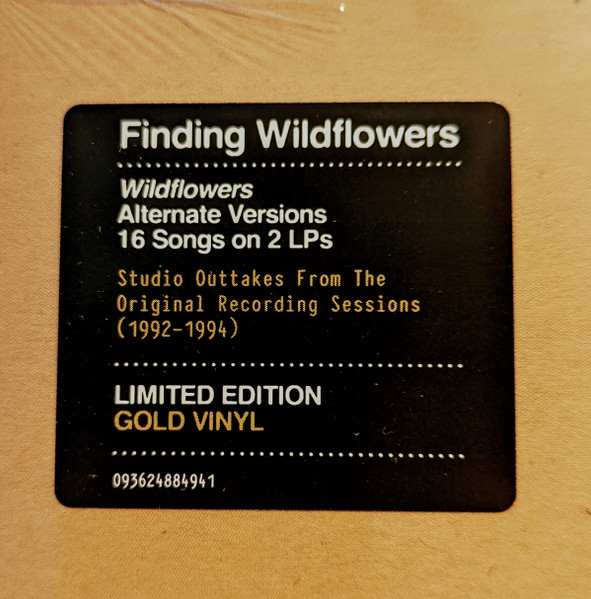 Finding Wildflowers
Wildflowers
Alternate Versions
16 Songs on 2 LPs
Studio Outtakes From The
Original Recording Sessions
(1992-1994)
LIMITED EDITION
GOLD VINYL
093624884941